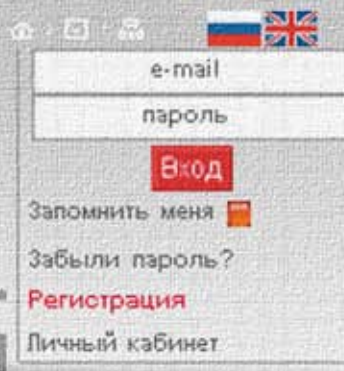 e-mail
пароль
Вход
Запомнить меня
Забыли пароль?
Регистрация
Личный кабинет